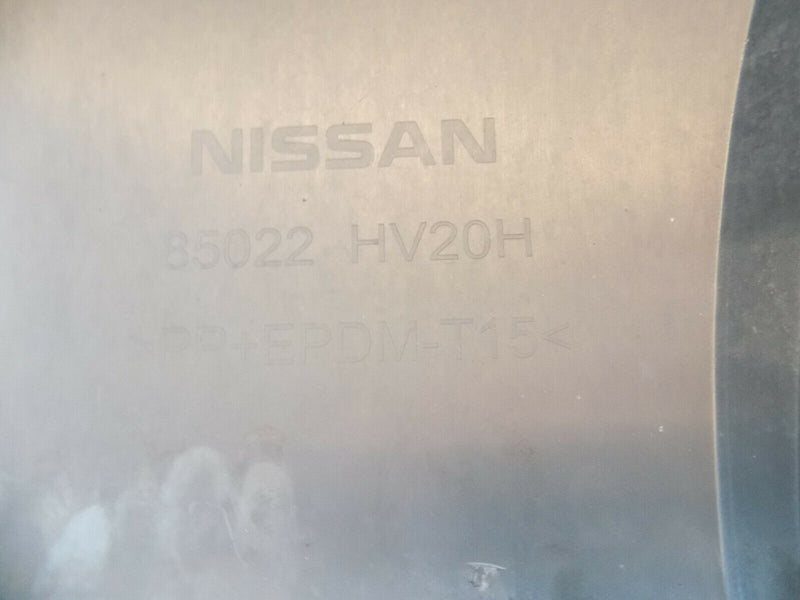 NISSAN
85022 HV20H
>PP+EPDM-T15<